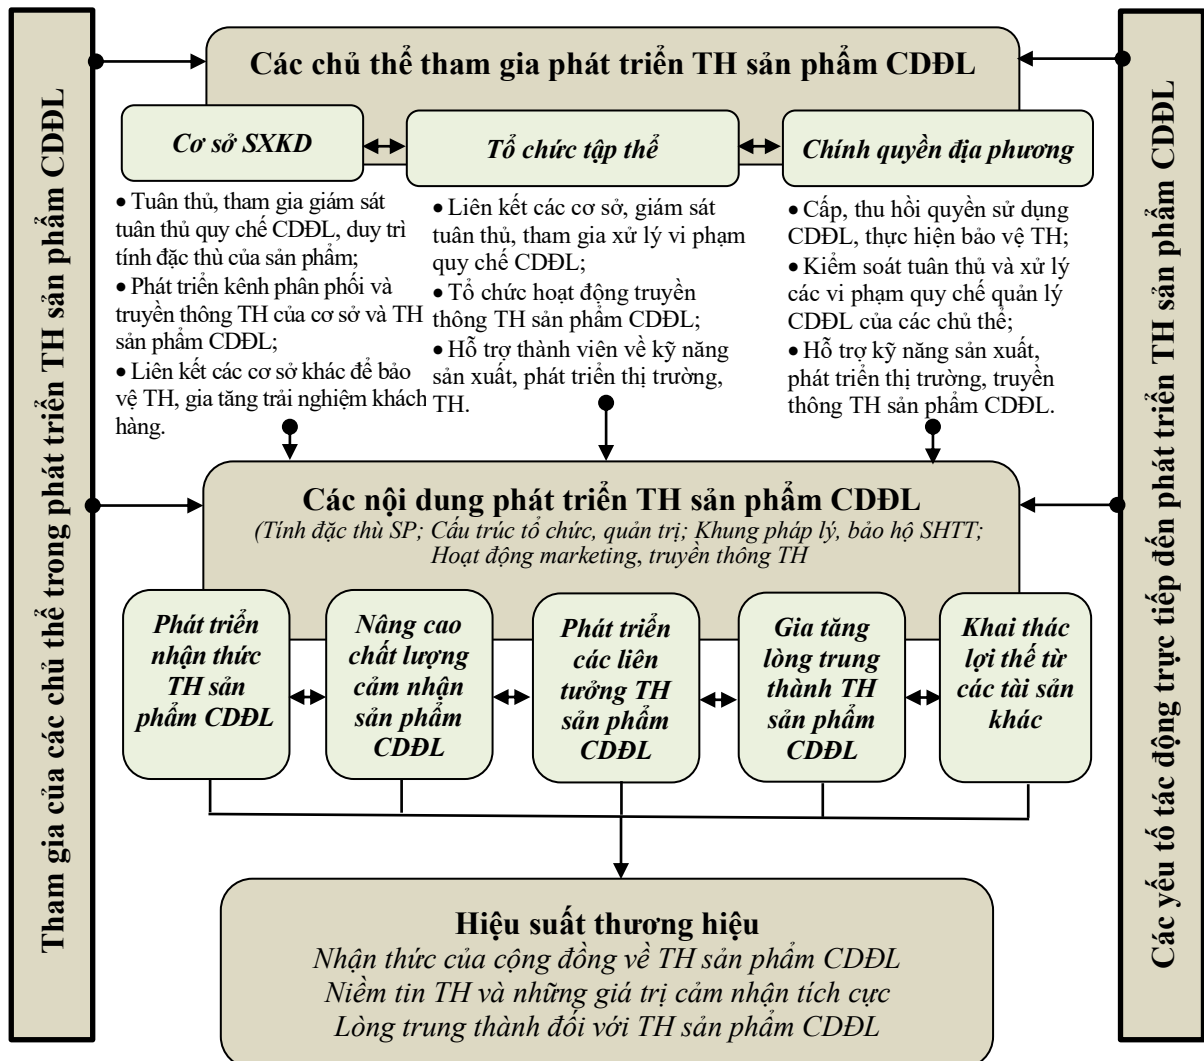 Tham gia của các chủ thể trong phát triển TH sản phẩm CDĐL
Các chủ thể tham gia phát triển TH sản phẩm CDĐL
Cơ sở SXKD
• Tuân thủ, tham gia giám sát
tuân thủ quy chế CDĐL, duy trì
tính đặc thù của sản phẩm;
• Phát triển kênh phân phối và
truyền thông TH của cơ sở và TH
sản phẩm CDĐL;
• Liên kết các cơ sở khác để bảo
vệ TH, gia tăng trải nghiệm khách
hàng.
Tổ chức tập thể
• Liên kết các cơ sở, giám sát
tuân thủ, tham gia xử lý vi phạm
quy chế CDĐL;
• Tổ chức hoạt động truyền
thông TH sản phẩm CDĐL;
• Hỗ trợ thành viên về kỹ năng
sản xuất, phát triển thị trường,
TH.
Chính quyền địa phương
• Cấp, thu hồi quyền sử dụng
CDĐL, thực hiện bảo vệ TH;
• Kiểm soát tuân thủ và xử lý
các vi phạm quy chế quản lý
CDĐL của các chủ thể;
• Hỗ trợ kỹ năng sản xuất,
phát triển thị trường, truyền
thông TH sản phẩm CDĐL.
Các nội dung phát triển TH sản phẩm CDĐL
(Tính đặc thù SP; Cấu trúc tổ chức, quản trị; Khung pháp lý, bảo hộ SHTT;
Hoạt động marketing, truyền thông TH
Phát triển
nhận thức
TH sản
phẩm CDĐL
Nâng cao
chất lượng
cảm nhận
sản phẩm
CDĐL
Phát triển
các liên
tưởng TH
sản phẩm
CDĐL
Gia tăng
lòng trung
thành TH
sản phẩm
CDĐL
Khai thác
lợi thế từ
các tài sản
khác
Hiệu suất thương hiệu
Nhận thức của cộng đồng về TH sản phẩm CDĐL
Niềm tin TH và những giá trị cảm nhận tích cực
Lòng trung thành đối với TH sản phẩm CDĐL
Các yếu tố tác động trực tiếp đến phát triển TH sản phẩm CDĐL